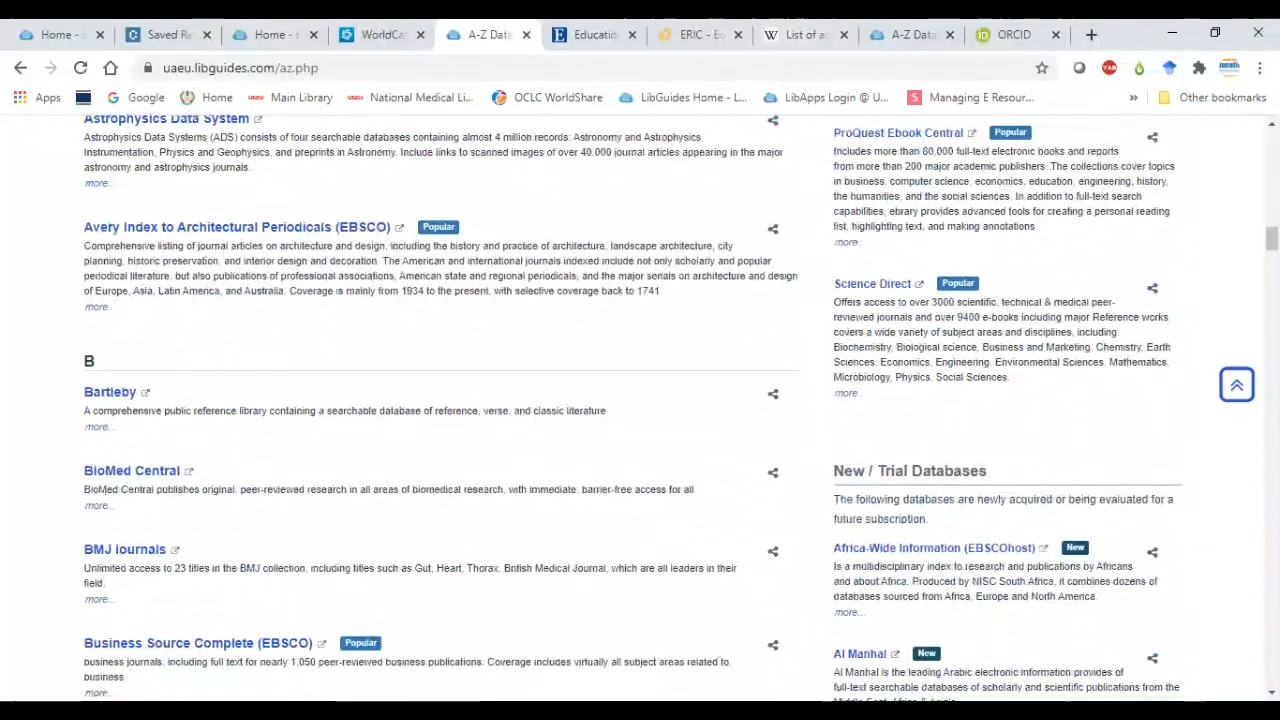 Home - E
Saved Re
Home - E
WorldCat
A-Z Data
Educatio
ERIC - Ec
List of ac
A-Z Data
ORCID
uaeu.libguides.com/az.php
Apps
Google
Home
Main Library
National Medical Li...
OCLC WorldShare
LibGuides Home - L...
LibApps Login @ U...
Managing E Resour...
Other bookmarks
Astrophysics Data System
Astrophysics Data Systems (ADS) consists of four searchable databases containing almost 4 million records: Astronomy and Astrophysics,
Instrumentation, Physics and Geophysics, and preprints in Astronomy. Include links to scanned images of over 40,000 journal articles appearing in the major
astronomy and astrophysics journals.
more...
Avery Index to Architectural Periodicals (EBSCO) Popular
Comprehensive listing of journal articles on architecture and design, including the history and practice of architecture, landscape architecture, city
planning, historic preservation, and interior design and decoration. The American and international journals indexed include not only scholarly and popular
periodical literature, but also publications of professional associations, American state and regional periodicals, and the major serials on architecture and design
of Europe, Asia, Latin America, and Australia. Coverage is mainly from 1934 to the present, with selective coverage back to 1741
more...
B
Bartleby
A comprehensive public reference library containing a searchable database of reference, verse, and classic literature
more...
BioMed Central
BioMed Central publishes original, peer-reviewed research in all areas of biomedical research, with immediate, barrier-free access for all.
more...
BMJ journals
Unlimited access to 23 titles in the BMJ collection, including titles such as Gut, Heart, Thorax, British Medical Journal, which are all leaders in their
field.
more...
Business Source Complete (EBSCO) Popular
business journals, including full text for nearly 1,050 peer-reviewed business publications. Coverage includes virtually all subject areas related to
business
more...
ProQuest Ebook Central Popular
Includes more than 80,000 full-text electronic books and reports
from more than 200 major academic publishers. The collections cover topics
in business, computer science, economics, education, engineering, history,
the humanities, and the social sciences. In addition to full-text search
capabilities, ebrary provides advanced tools for creating a personal reading
list, highlighting text, and making annotations.
more...
Science Direct Popular
Offers access to over 3000 scientific, technical & medical peer-
reviewed journals and over 9400 e-books including major Reference works
covers a wide variety of subject areas and disciplines, including:
Biochemistry, Biological science, Business and Marketing, Chemistry, Earth
Sciences, Economics, Engineering, Environmental Sciences, Mathematics,
Microbiology, Physics, Social Sciences.
more...
New / Trial Databases
The following databases are newly acquired or being evaluated for a
future subscription.
Africa-Wide Information (EBSCOhost) New
Is a multidisciplinary index to research and publications by Africans
and about Africa. Produced by NISC South Africa, it combines dozens of
databases sourced from Africa, Europe and North America.
more...
Al Manhal New
Al Manhal is the leading Arabic electronic information provides of
full-text searchable databases of scholarly and scientific publications from the